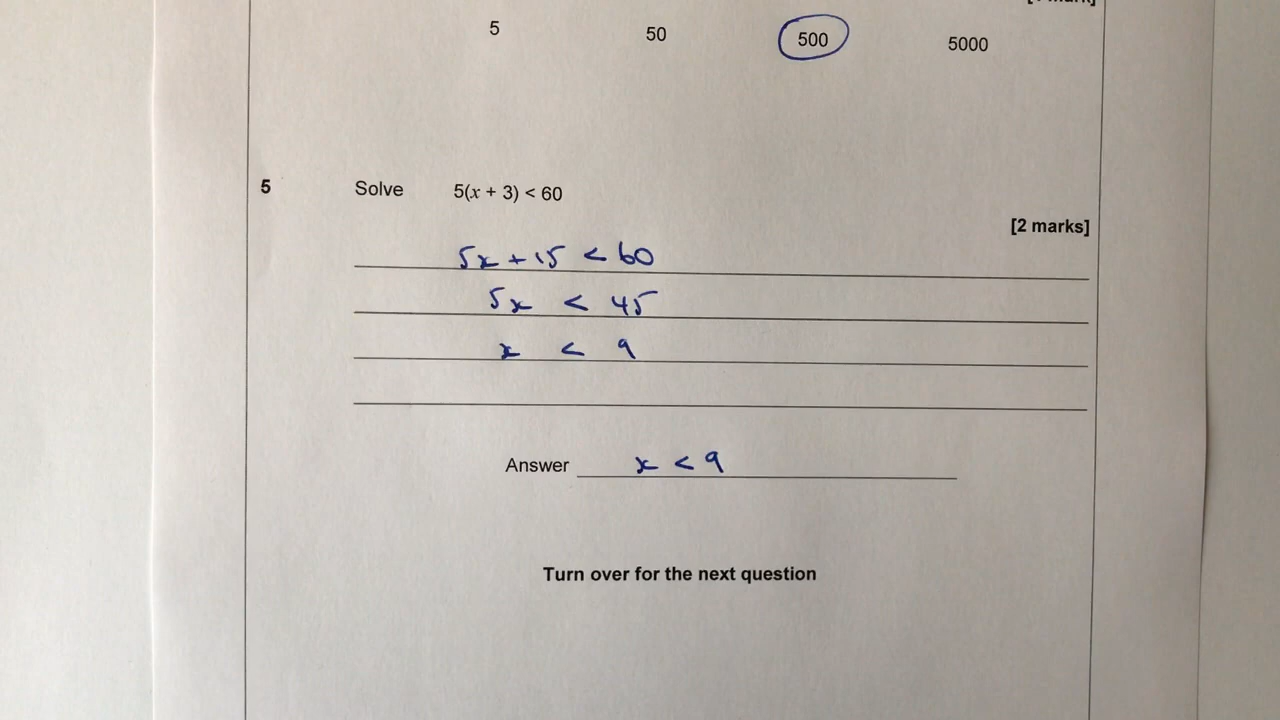 5 50 500 5000
5 Solve 5(x + 3) < 60
[2 marks]
5x + 15 < 60
5x < 45
x < 9
Answer x < 9
Turn over for the next question